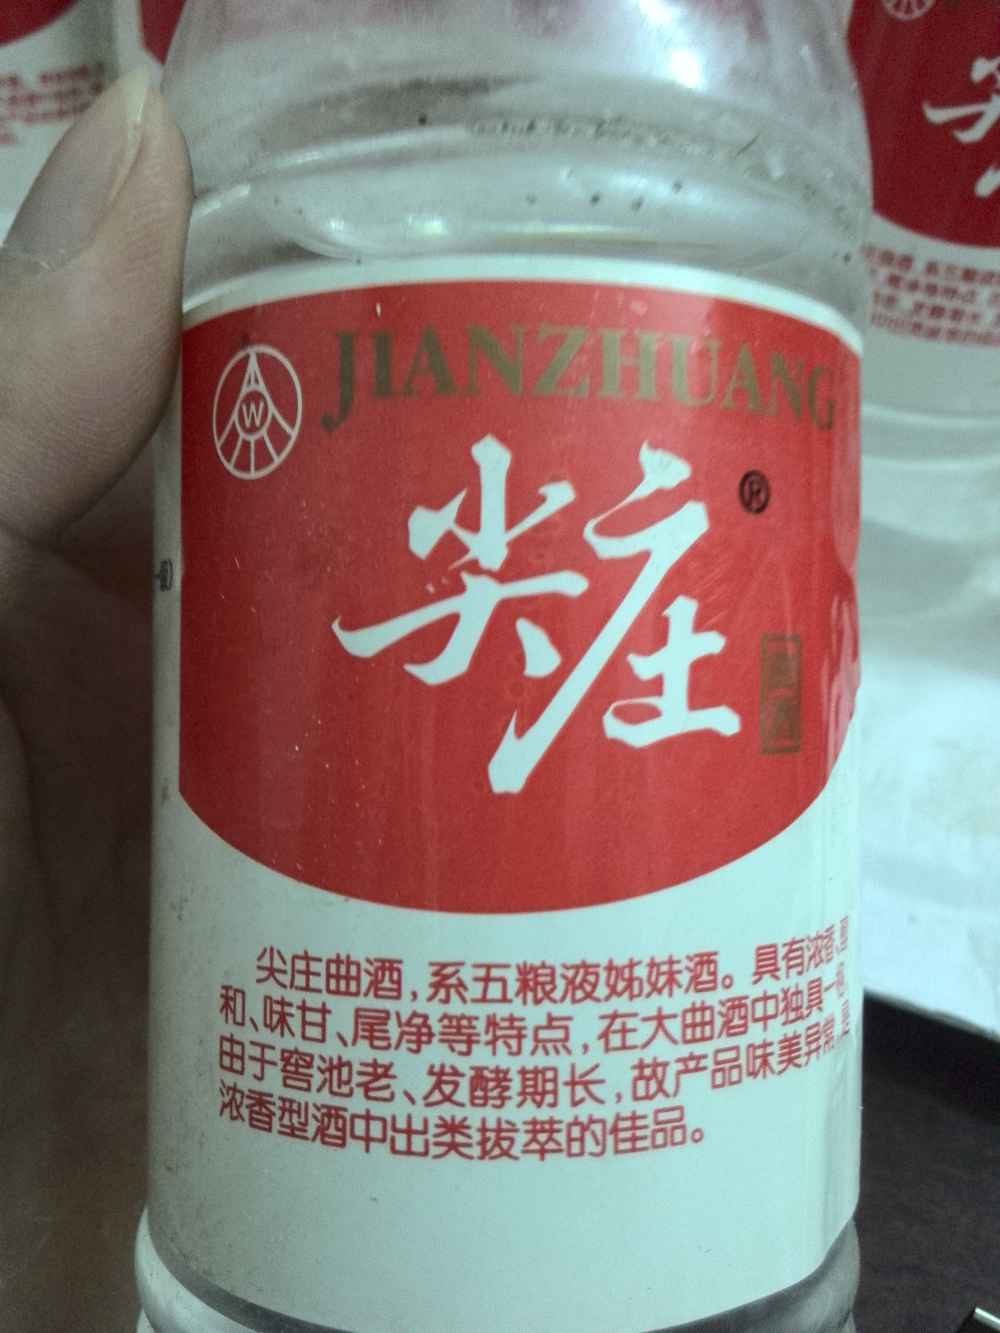 W
JIANZHUANG
尖庄
®
曲酒
尖庄曲酒，系五粮液姊妹酒。具有浓香、
和、味甘、尾净等特点，在大曲酒中独具一格，
由于窖池老、发酵期长，故产品味美异常，是
浓香型酒中出类拔萃的佳品。